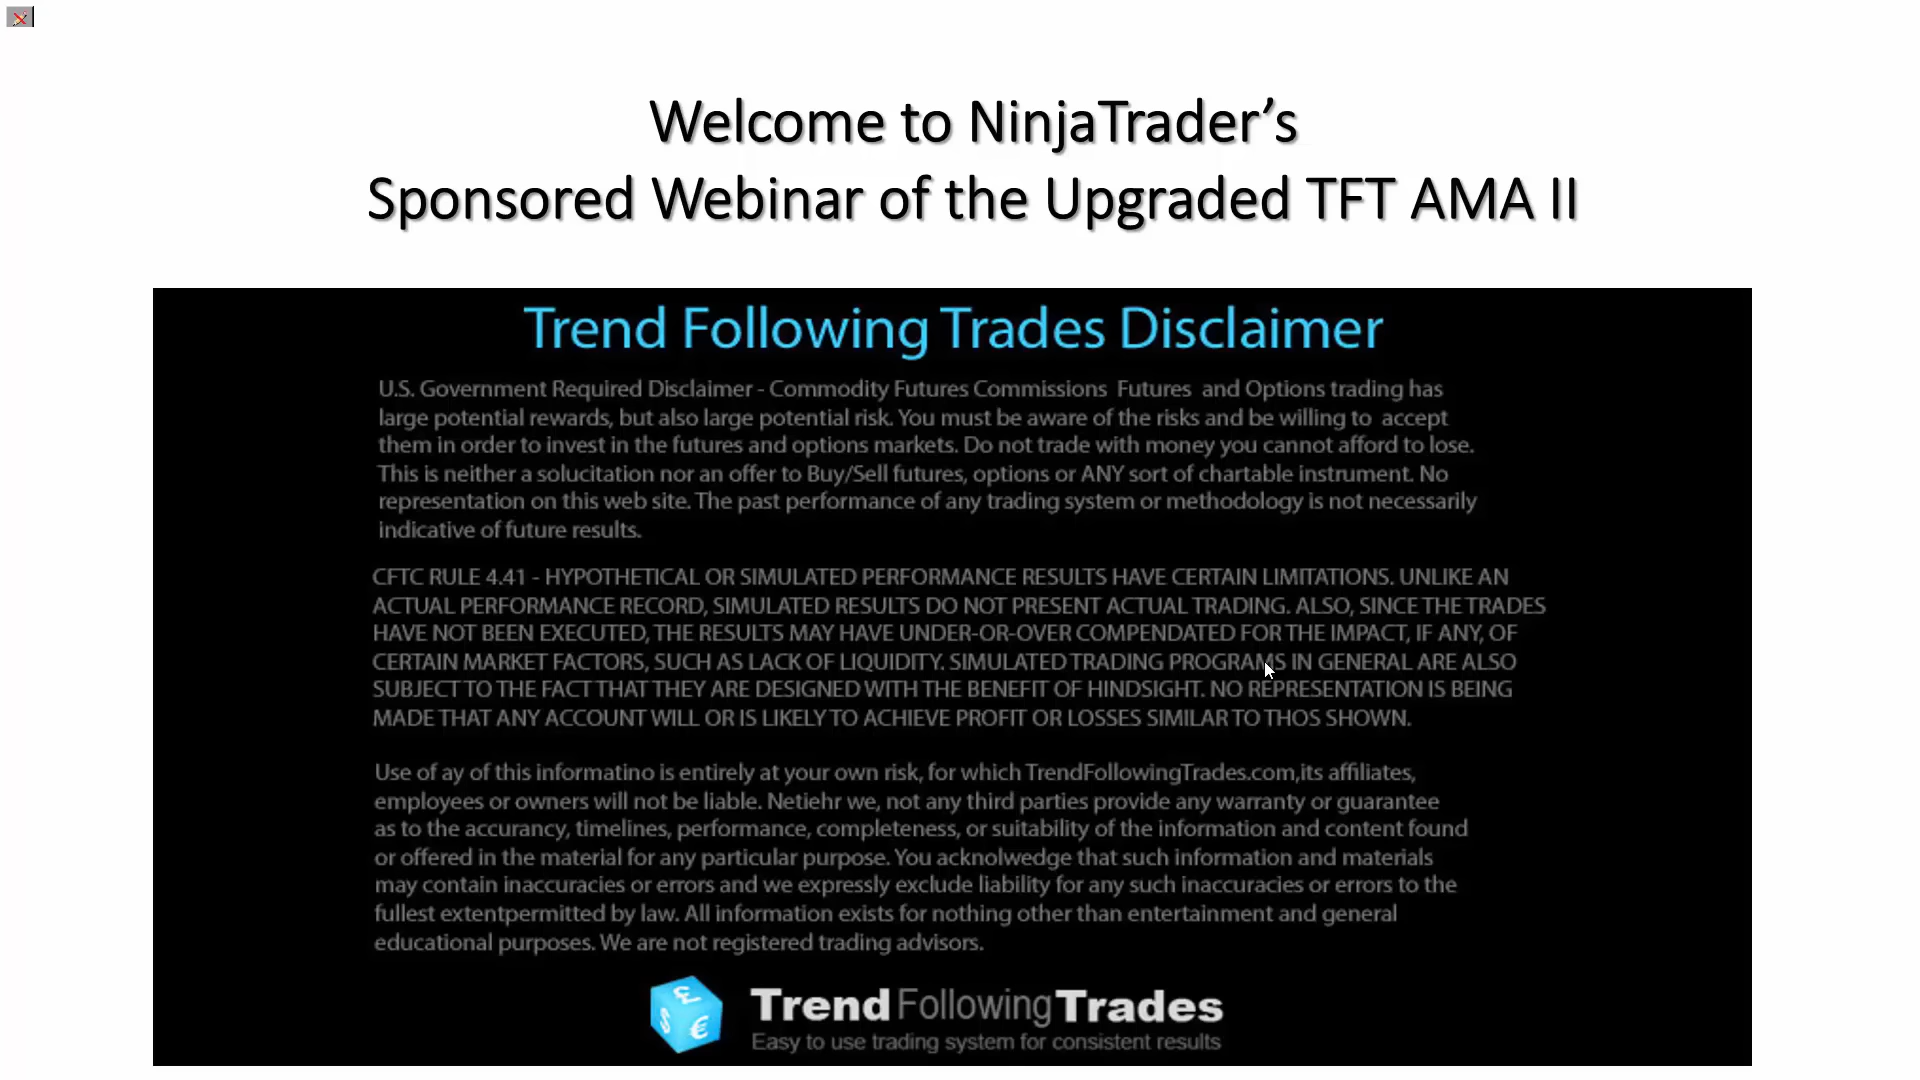 Welcome to NinjaTrader’s
Sponsored Webinar of the Upgraded TFT AMA II
Trend Following Trades Disclaimer
U.S. Government Required Disclaimer - Commodity Futures Commissions Futures and Options trading has
large potential rewards, but also large potential risk. You must be aware of the risks and be willing to accept
them in order to invest in the futures and options markets. Do not trade with money you cannot afford to lose.
This is neither a solucitation nor an offer to Buy/Sell futures, options or ANY sort of chartable instrument. No
representation on this web site. The past performance of any trading system or methodology is not necessarily
indicative of future results.
CFTC RULE 4.41 - HYPOTHETICAL OR SIMULATED PERFORMANCE RESULTS HAVE CERTAIN LIMITATIONS. UNLIKE AN
ACTUAL PERFORMANCE RECORD, SIMULATED RESULTS DO NOT PRESENT ACTUAL TRADING. ALSO, SINCE THE TRADES
HAVE NOT BEEN EXECUTED, THE RESULTS MAY HAVE UNDER-OR-OVER COMPENDATED FOR THE IMPACT, IF ANY, OF
CERTAIN MARKET FACTORS, SUCH AS LACK OF LIQUIDITY. SIMULATED TRADING PROGRAMS IN GENERAL ARE ALSO
SUBJECT TO THE FACT THAT THEY ARE DESIGNED WITH THE BENEFIT OF HINDSIGHT. NO REPRESENTATION IS BEING
MADE THAT ANY ACCOUNT WILL OR IS LIKELY TO ACHIEVE PROFIT OR LOSSES SIMILAR TO THOS SHOWN.
Use of ay of this informatino is entirely at your own risk, for which TrendFollowingTrades.com,its affiliates,
employees or owners will not be liable. Netiehr we, not any third parties provide any warranty or guarantee
as to the accurancy, timelines, performance, completeness, or suitability of the information and content found
or offered in the material for any particular purpose. You acknolwedge that such information and materials
may contain inaccuracies or errors and we expressly exclude liability for any such inaccuracies or errors to the
fullest extentpermitted by law. All information exists for nothing other than entertainment and general
educational purposes. We are not registered trading advisors.
£ $ €
TrendFollowingTrades
Easy to use trading system for consistent results